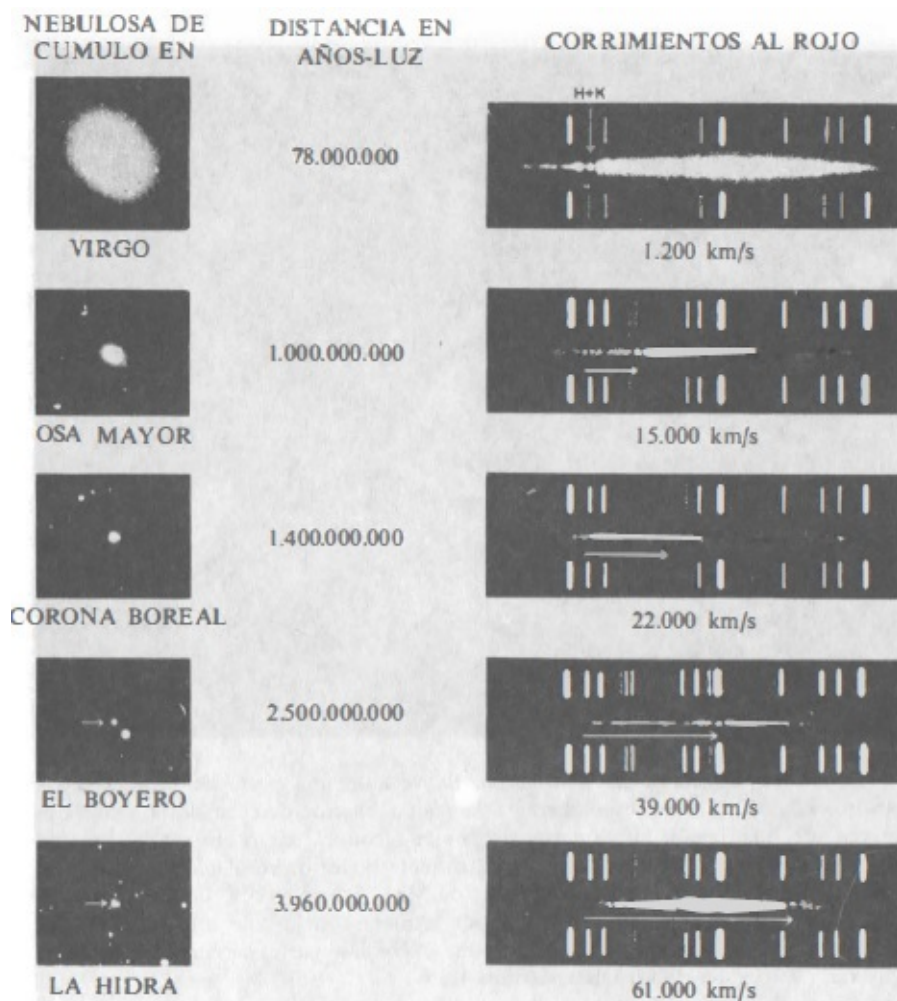 NEBULOSA DE
CUMULO EN
DISTANCIA EN
AÑOS-LUZ
CORRIMIENTOS AL ROJO
H+K
78.000.000
VIRGO
1.200 km/s
1.000.000.000
OSA MAYOR
15.000 km/s
1.400.000.000
CORONA BOREAL
22.000 km/s
2.500.000.000
EL BOYERO
39.000 km/s
3.960.000.000
LA HIDRA
61.000 km/s